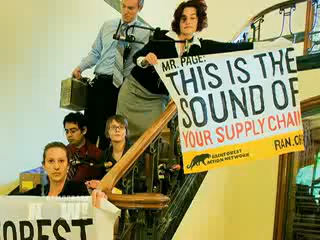 MR. PAGE:
THIS IS THE
SOUND OF
YOUR SUPPLY CHAIN
RAINFOREST
ACTION NETWORK
RAN.OR
OREST